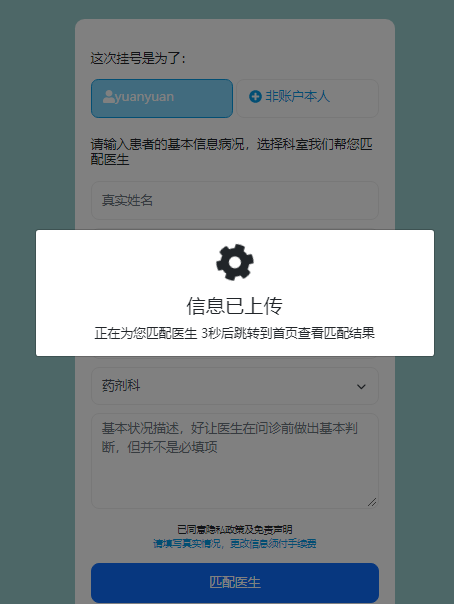 这次挂号是为了：
yuanyuan
非账户本人
请输入患者的基本信息病况，选择科室我们帮您匹
配医生
真实姓名
信息已上传
正在为您匹配医生 3秒后跳转到首页查看匹配结果
药剂科
基本状况描述，好让医生在问诊前做出基本判
断，但并不是必填项
已同意隐私政策及免责声明
请填写真实情况，更改信息须付手续费
匹配医生